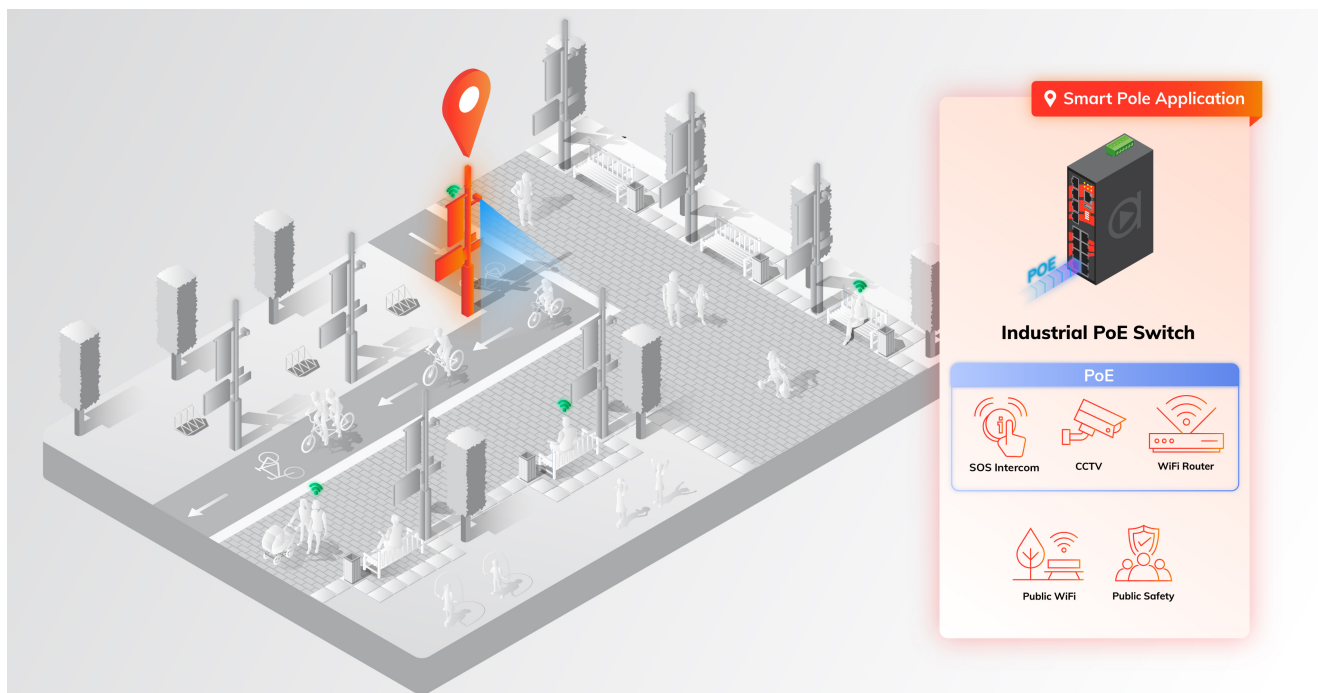 Smart Pole Application
POE
Industrial PoE Switch
PoE
SOS Intercom
CCTV
WiFi Router
Public WiFi
Public Safety